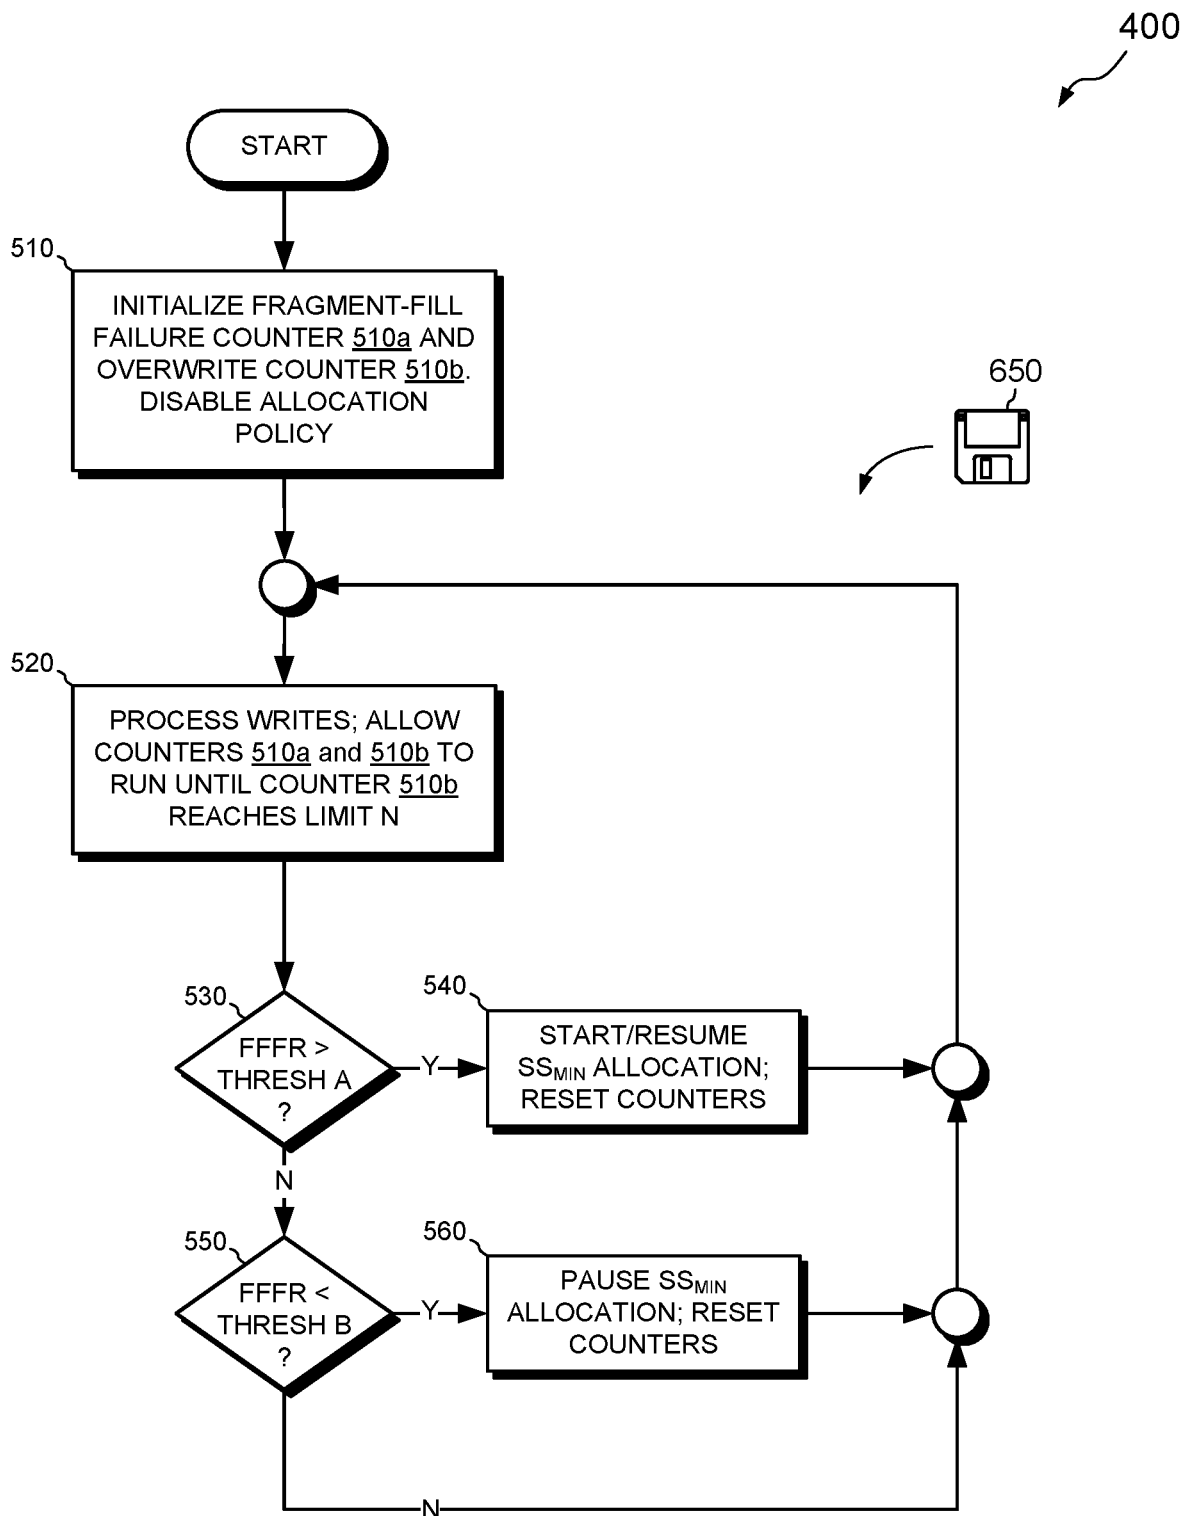 400
START
510
INITIALIZE FRAGMENT-FILL
FAILURE COUNTER 510a AND
OVERWRITE COUNTER 510b.
DISABLE ALLOCATION
POLICY
650
520
PROCESS WRITES; ALLOW
COUNTERS 510a and 510b TO
RUN UNTIL COUNTER 510b
REACHES LIMIT N
530
FFFR >
THRESH A
?
Y
540
START/RESUME
SSMIN ALLOCATION;
RESET COUNTERS
N
550
FFFR <
THRESH B
?
Y
560
PAUSE SSMIN
ALLOCATION; RESET
COUNTERS
N